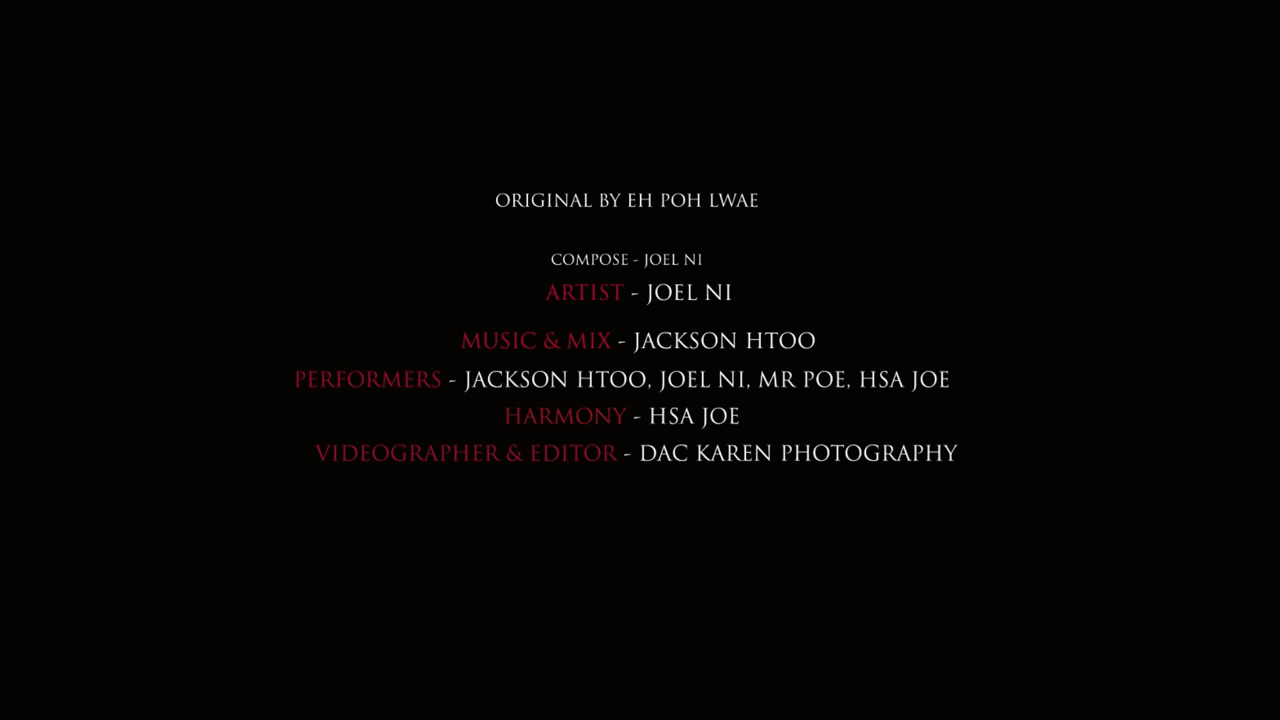 ORIGINAL BY EH POH LWAE
COMPOSE - JOEL NI
ARTIST - JOEL NI
MUSIC & MIX - JACKSON HTOO
PERFORMERS - JACKSON HTOO, JOEL NI, MR POE, HSA JOE
HARMONY - HSA JOE
VIDEOGRAPHER & EDITOR - DAC KAREN PHOTOGRAPHY